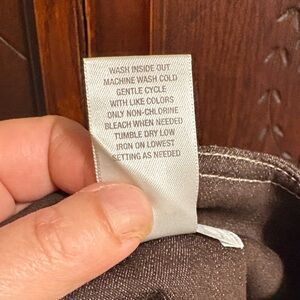 WASH INSIDE OUT
MACHINE WASH COLD
GENTLE CYCLE
WITH LIKE COLORS
ONLY NON-CHLORINE
BLEACH WHEN NEEDED
TUMBLE DRY LOW
IRON ON LOWEST
SETTING AS NEEDED